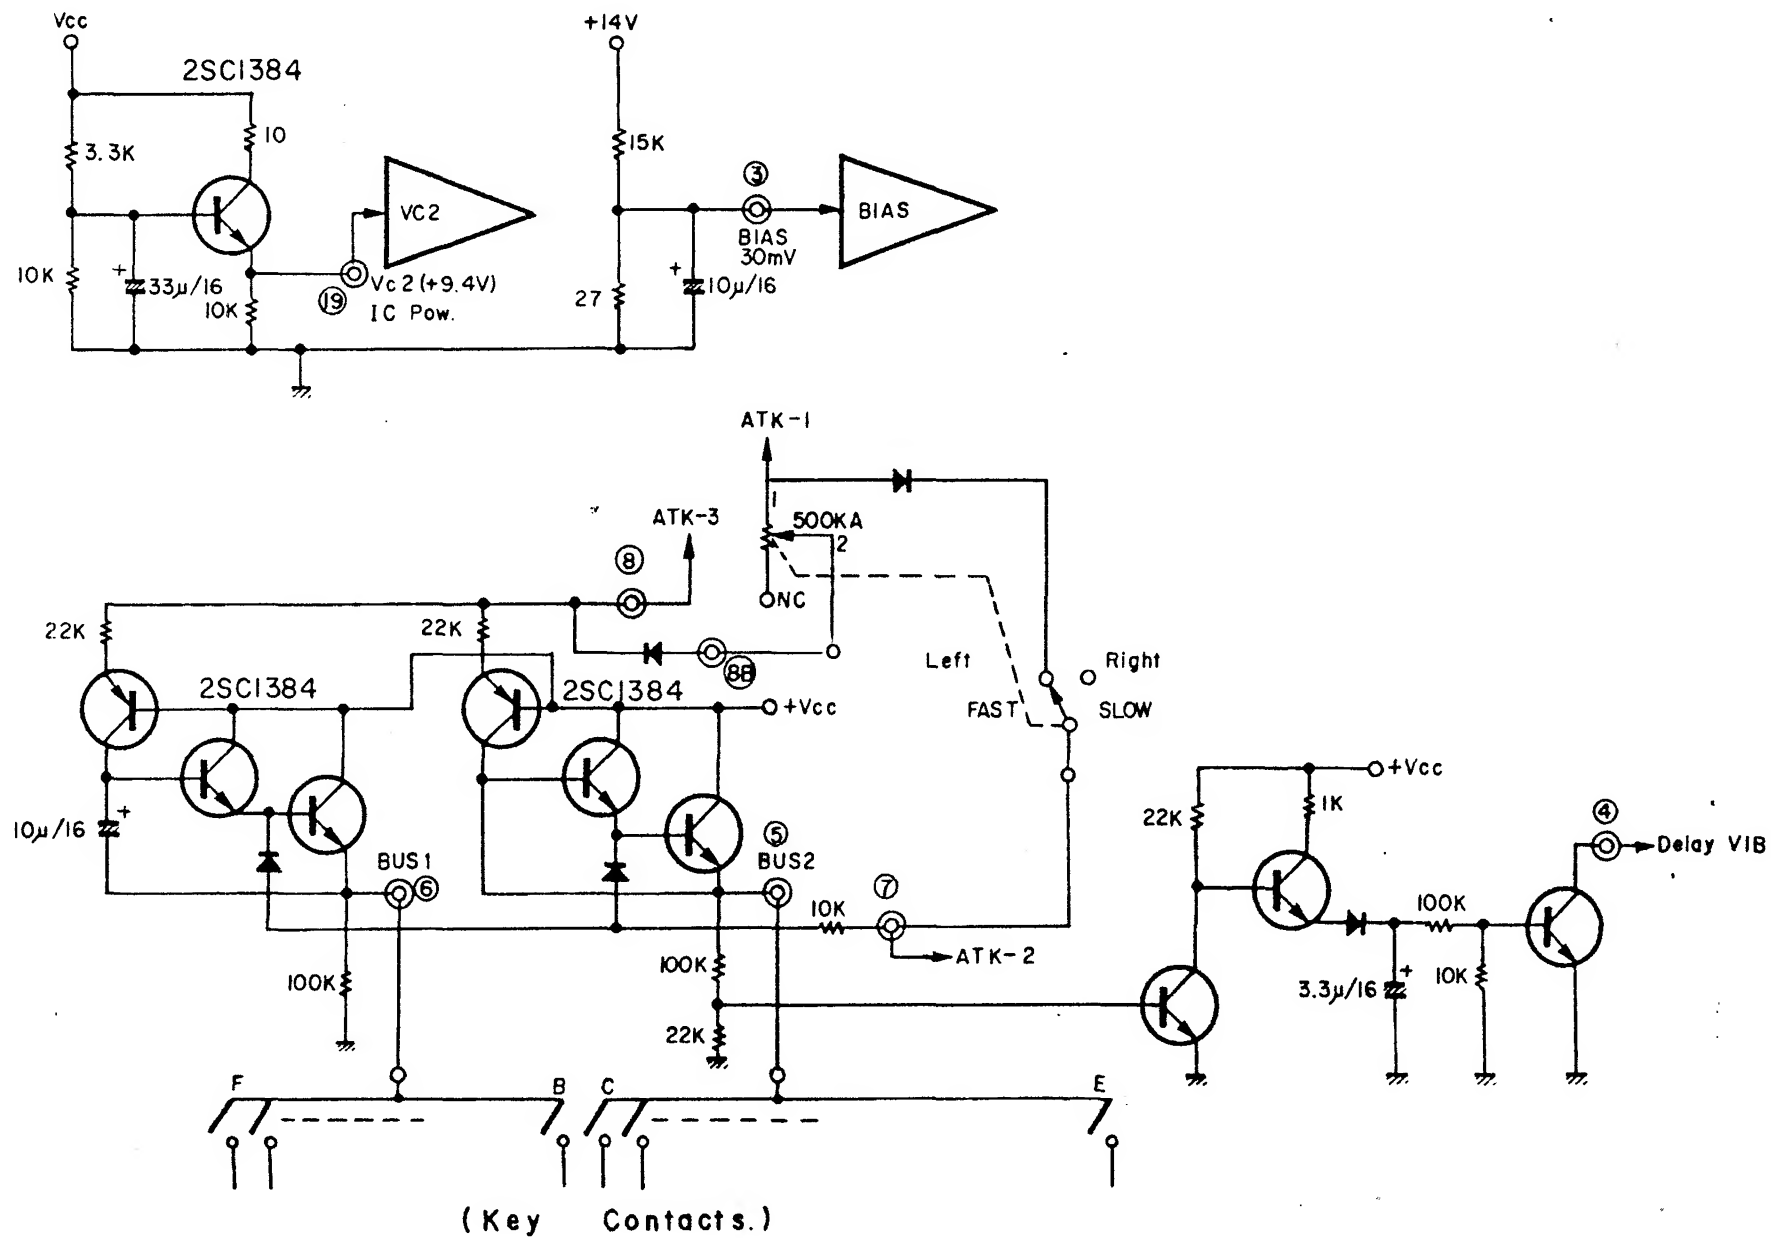 Vcc
2SC1384
10
3.3K
10K
33μ/16
+
10K
19
VC2
Vc2(+9.4V)
IC Pow.
+14V
15K
3
BIAS
30mV
BIAS
27
+
10μ/16
ATK-1
1
500KA
2
NC
ATK-3
8
8B
22K
22K
2SC1384
2SC1384
+Vcc
Left
Right
FAST
SLOW
+
10μ/16
BUS1
6
5
BUS2
10K
7
ATK-2
100K
100K
22K
+Vcc
22K
1K
4
Delay VIB
100K
+
3.3μ/16
10K
F
B
C
E
(Key Contacts.)